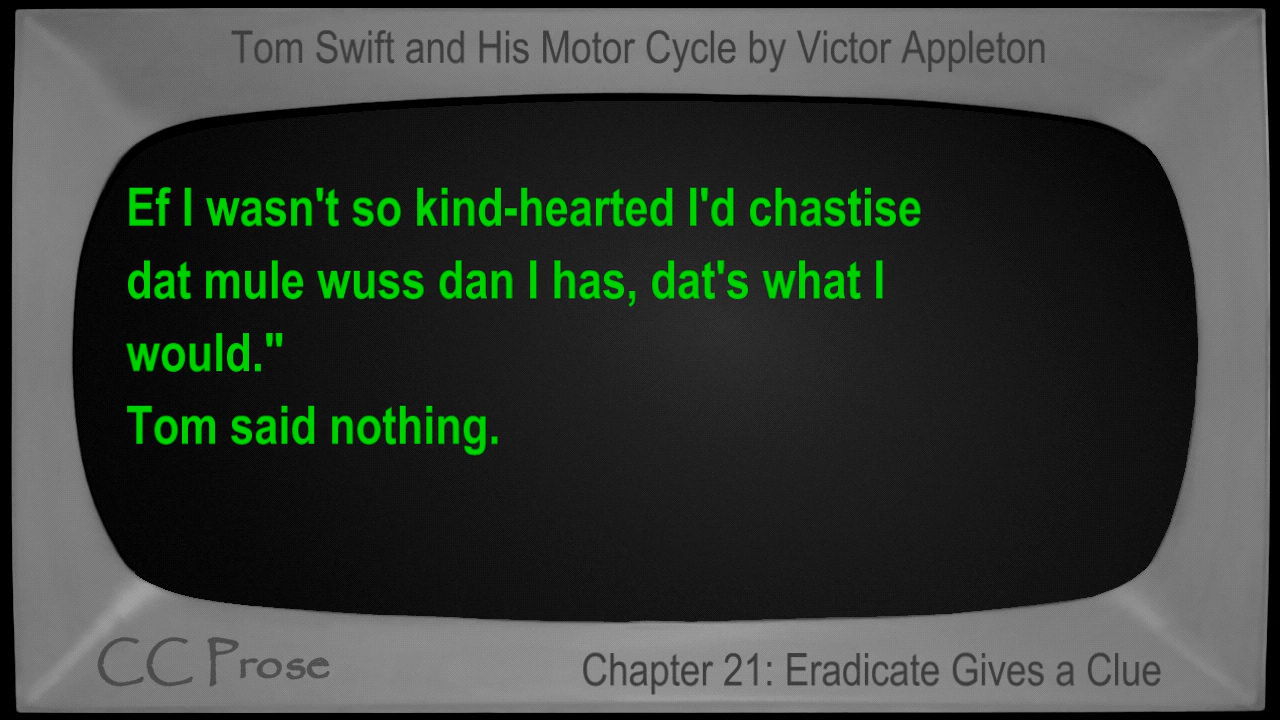 Tom Swift and His Motor Cycle by Victor Appleton
Ef I wasn't so kind-hearted I'd chastise
dat mule wuss dan I has, dat's what I
would."
Tom said nothing.
CC Prose
Chapter 21: Eradicate Gives a Clue